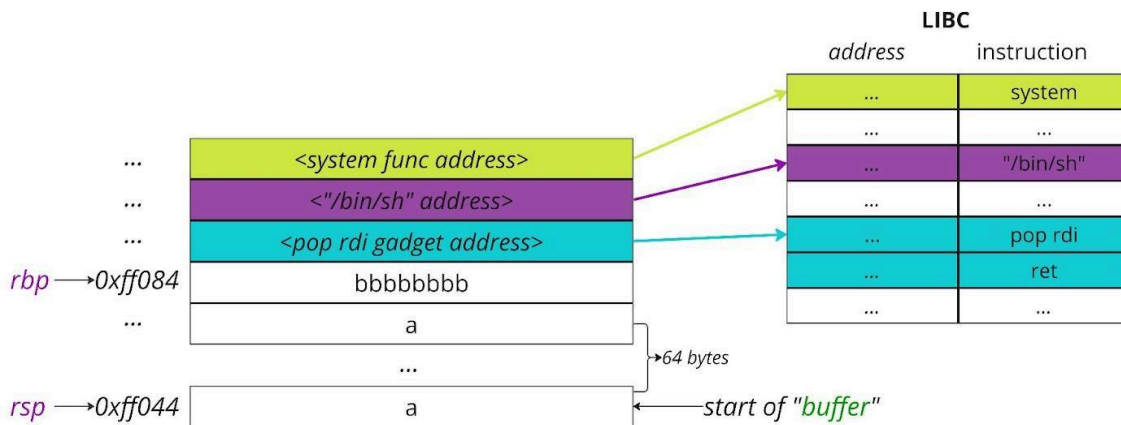 LIBC
address instruction
... system
... ...
... <system func address>
... "/bin/sh"
... <"/bin/sh" address>
... ...
... <pop rdi gadget address>
... pop rdi
rbp 0xff084 bbbbbbbb
... ret
... a
... ...
64 bytes
...
rsp 0xff044 a start of "buffer"